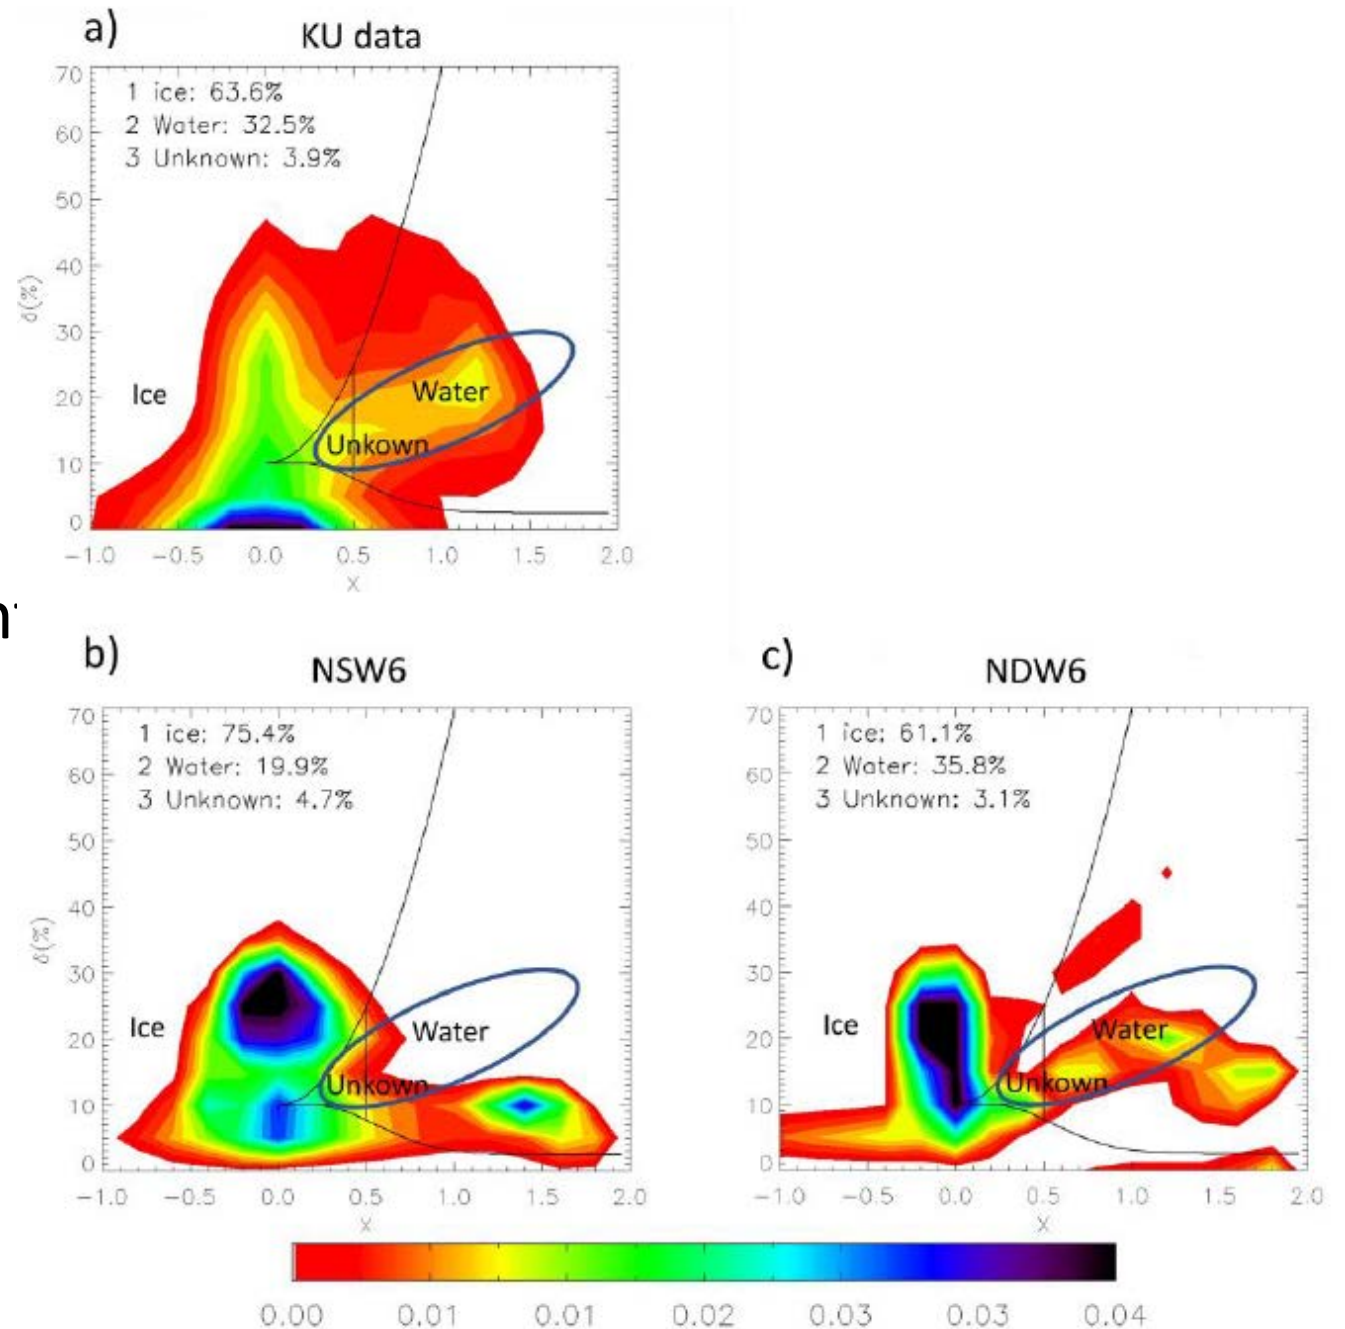 a)
KU data
1 ice: 63.6%
2 Water: 32.5%
3 Unknown: 3.9%
70
60
50
40
30
20
10
0
δ(%)
Ice
Water
Unkown
−1.0 −0.5 0.0 0.5 1.0 1.5 2.0
X
b)
NSW6
1 ice: 75.4%
2 Water: 19.9%
3 Unknown: 4.7%
70
60
50
40
30
20
10
0
δ(%)
Ice
Water
Unkown
−1.0 −0.5 0.0 0.5 1.0 1.5 2.0
X
c)
NDW6
1 ice: 61.1%
2 Water: 35.8%
3 Unknown: 3.1%
70
60
50
40
30
20
10
0
Ice
Water
Unkown
−1.0 −0.5 0.0 0.5 1.0 1.5 2.0
X
0.00 0.01 0.01 0.02 0.03 0.03 0.04